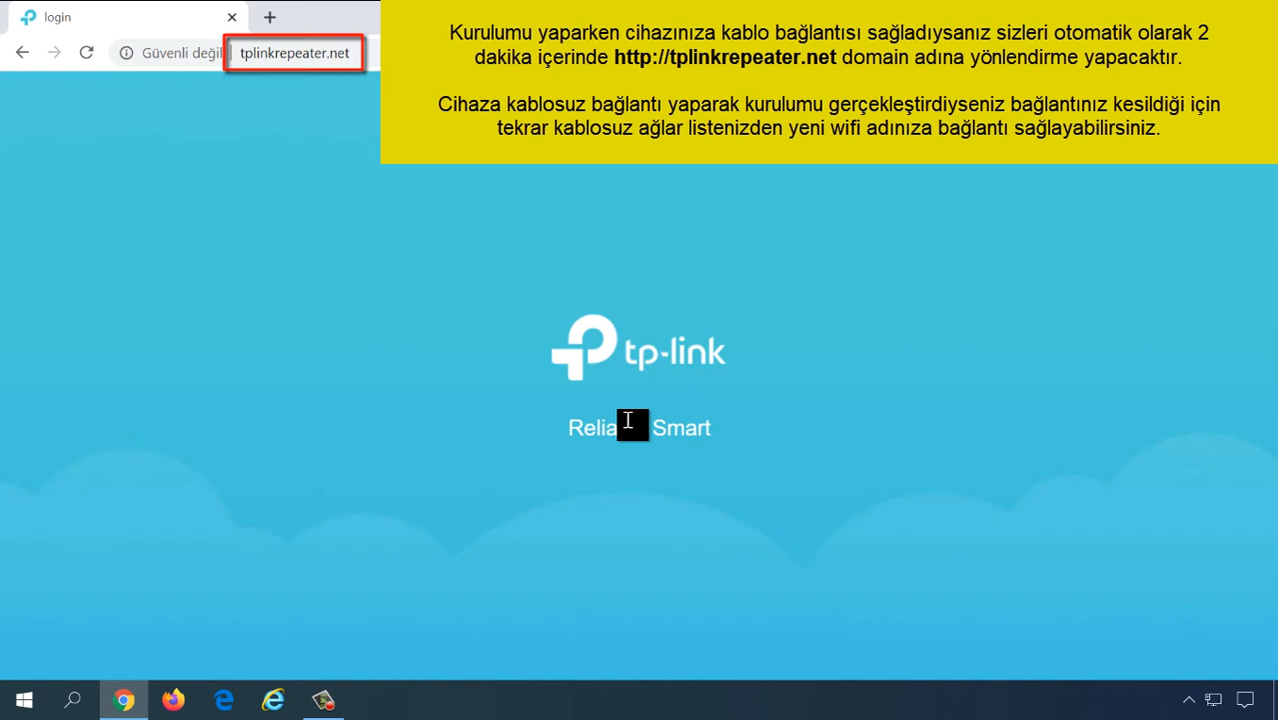 login
Güvenli değil
tplinkrepeater.net
Kurulumu yaparken cihazınıza kablo bağlantısı sağladıysanız sizleri otomatik olarak 2
dakika içerinde http://tplinkrepeater.net domain adına yönlendirme yapacaktır.
Cihaza kablosuz bağlantı yaparak kurulumu gerçekleştirdiyseniz bağlantınız kesildiği için
tekrar kablosuz ağlar listenizden yeni wifi adınıza bağlantı sağlayabilirsiniz.
tp-link
Smart